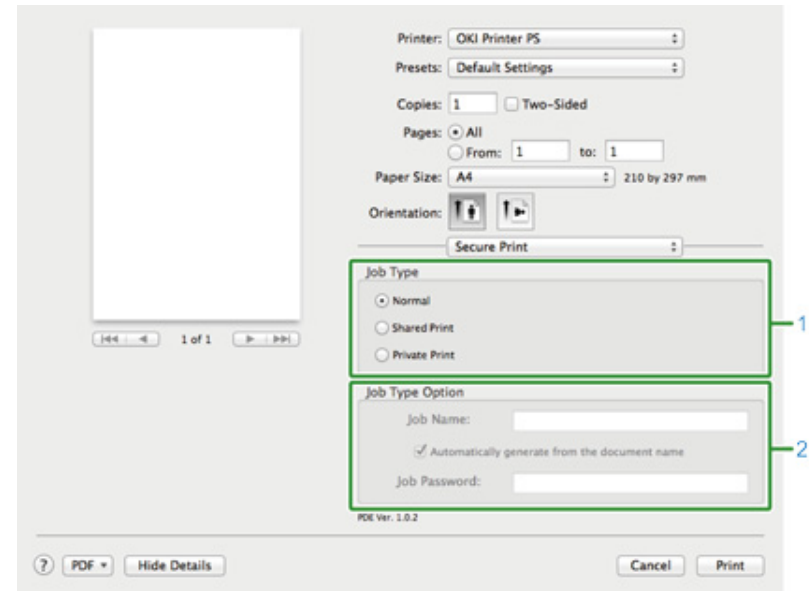 Printer: OKI Printer PS
Presets: Default Settings
Copies: 1 Two-Sided
Pages: All
From: 1 to: 1
Paper Size: A4 210 by 297 mm
Orientation:
Secure Print
Job Type
Normal
1
Shared Print
1 of 1
Private Print
Job Type Option
Job Name:
Automatically generate from the document name
2
Job Password:
PDE Ver. 1.0.2
? PDF Hide Details Cancel Print